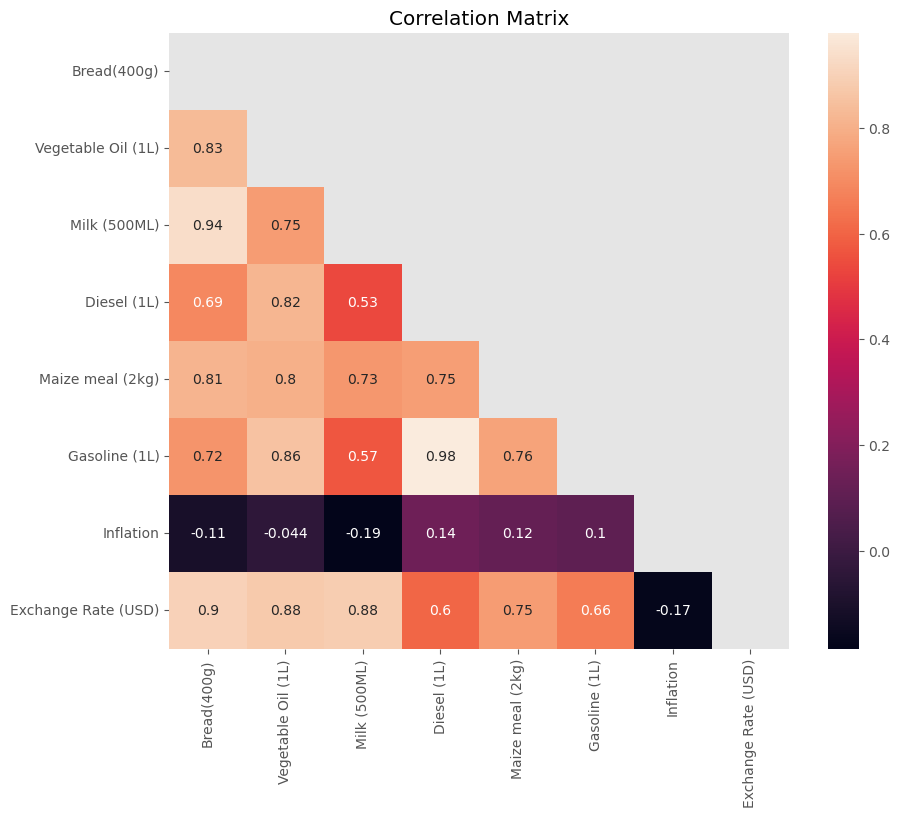 Correlation Matrix
Bread(400g)
Vegetable Oil (1L) 0.83
Milk (500ML) 0.94 0.75
Diesel (1L) 0.69 0.82 0.53
Maize meal (2kg) 0.81 0.8 0.73 0.75
Gasoline (1L) 0.72 0.86 0.57 0.98 0.76
Inflation -0.11 -0.044 -0.19 0.14 0.12 0.1
Exchange Rate (USD) 0.9 0.88 0.88 0.6 0.75 0.66 -0.17
Bread(400g)
Vegetable Oil (1L)
Milk (500ML)
Diesel (1L)
Maize meal (2kg)
Gasoline (1L)
Inflation
Exchange Rate (USD)
0.8
0.6
0.4
0.2
0.0